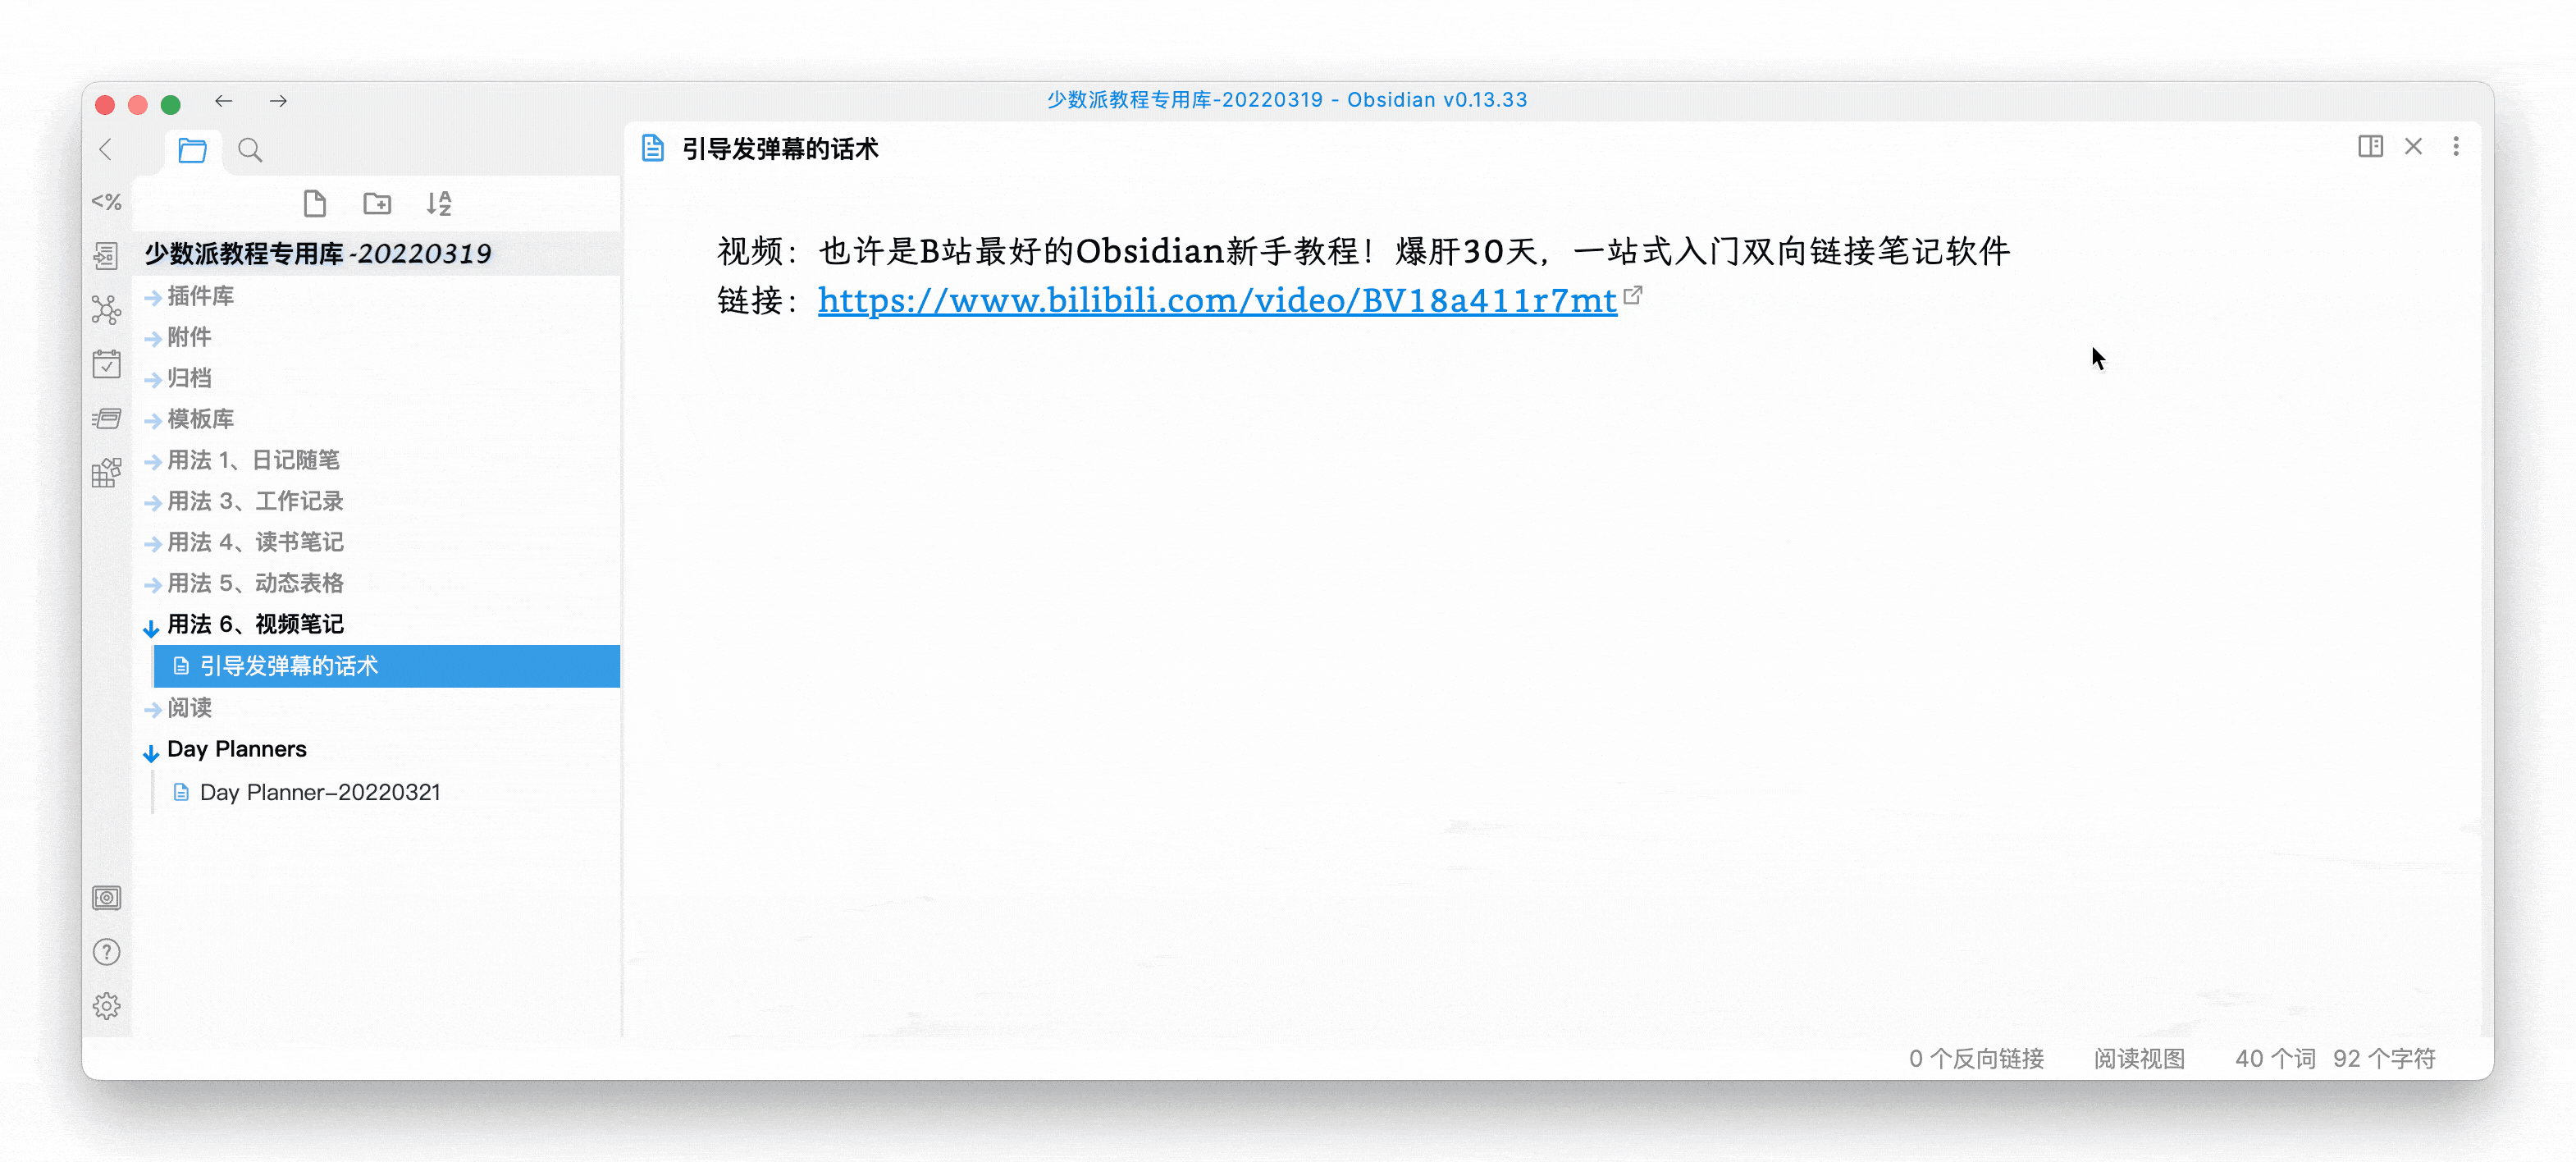 少数派教程专用库-20220319 - Obsidian v0.13.33
引导发弹幕的话术
<%
少数派教程专用库-20220319
插件库
附件
归档
模板库
用法 1、日记随笔
用法 3、工作记录
用法 4、读书笔记
用法 5、动态表格
用法 6、视频笔记
引导发弹幕的话术
阅读
Day Planners
Day Planner-20220321
视频：也许是B站最好的Obsidian新手教程！爆肝30天，一站式入门双向链接笔记软件
链接：https://www.bilibili.com/video/BV18a411r7mt
0 个反向链接 阅读视图 40 个词 92 个字符